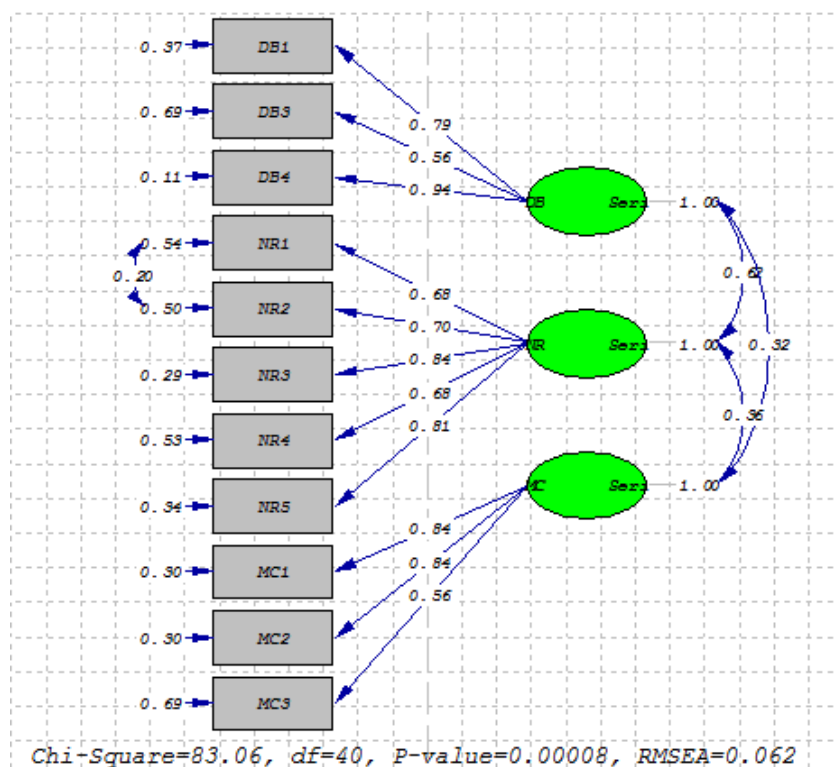 0.37 DB1
0.79
0.69 DB3
0.56
0.11 DB4
0.94
DB Seri 1.00
0.54 NR1
0.20
0.62
0.68
0.50 NR2
0.70
NR Seri 1.00
0.32
0.84
0.29 NR3
0.68
0.36
0.81
0.53 NR4
MC Seri 1.00
0.34 NR5
0.84
0.84
0.56
0.30 MC1
0.30 MC2
0.69 MC3
Chi-Square=83.06, df=40, P-value=0.00008, RMSEA=0.062